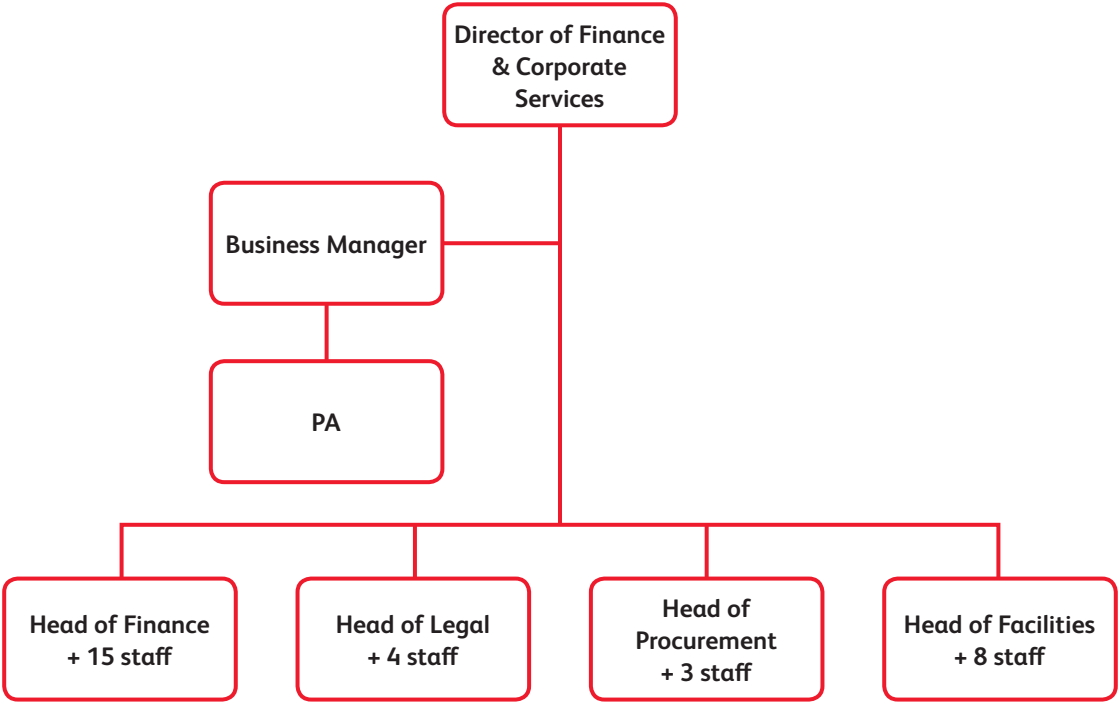 Director of Finance
& Corporate
Services
Business Manager
PA
Head of Finance
+ 15 staff
Head of Legal
+ 4 staff
Head of
Procurement
+ 3 staff
Head of Facilities
+ 8 staff